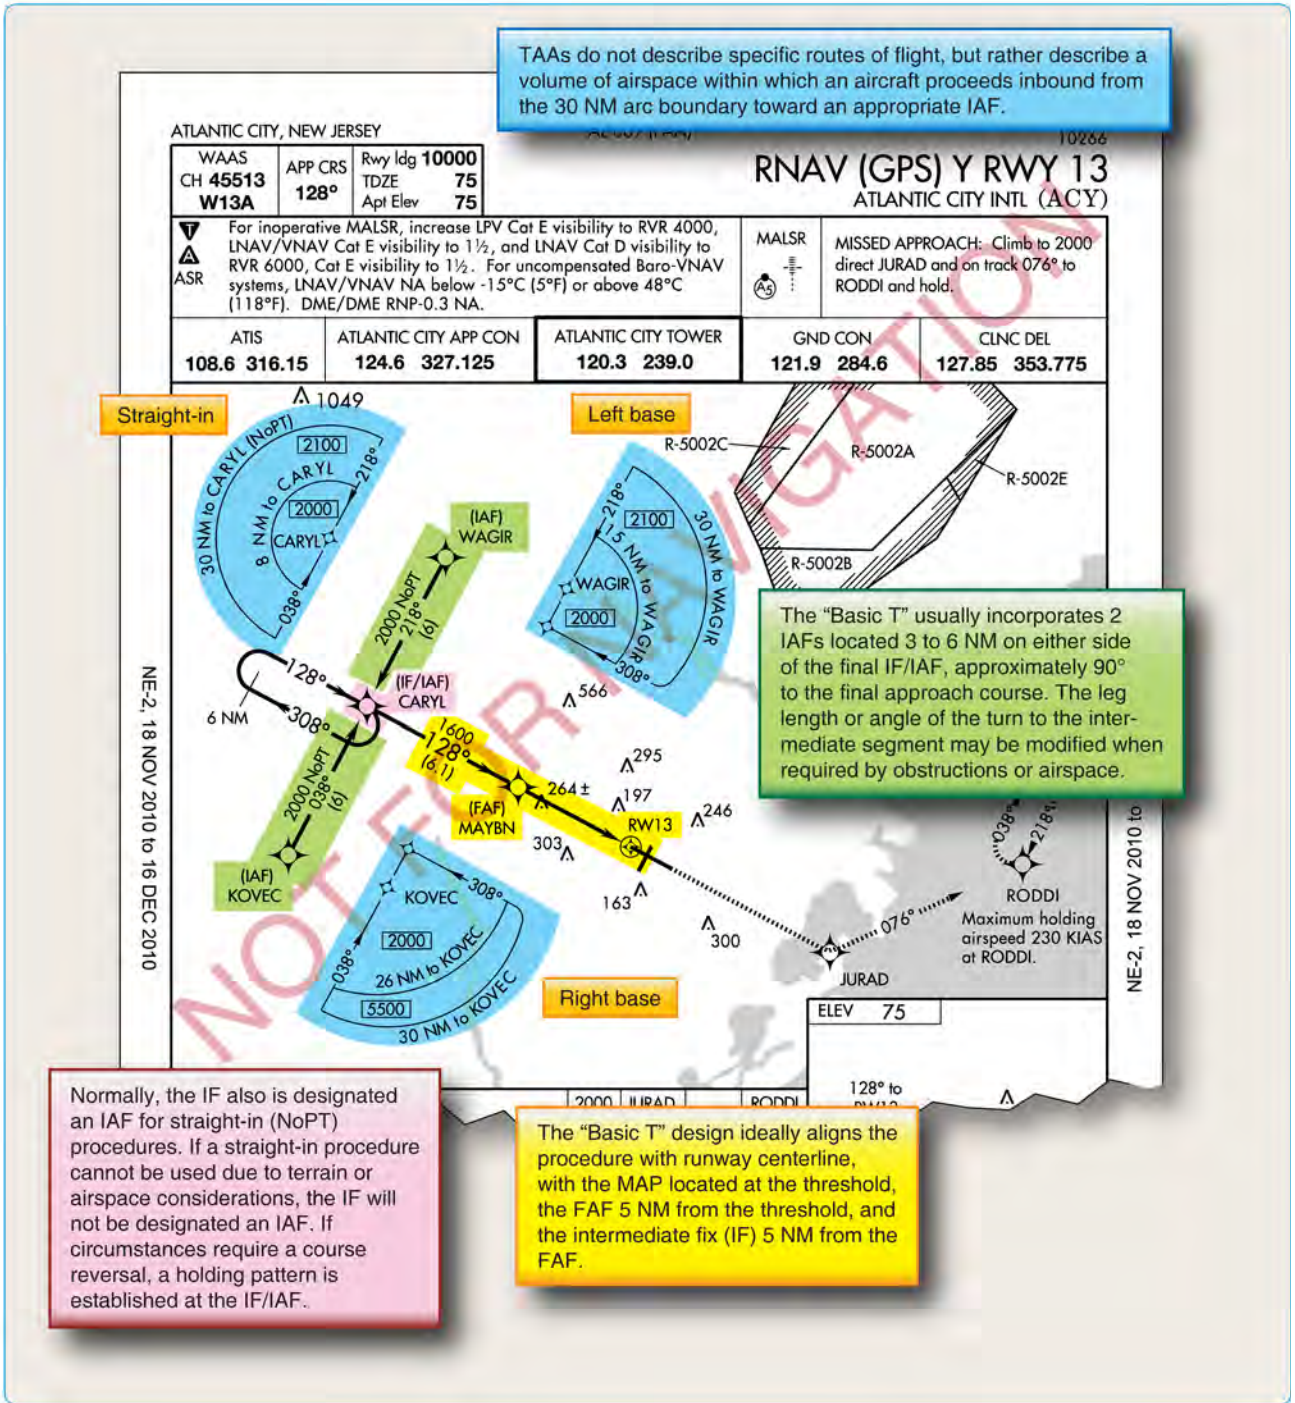 TAAs do not describe specific routes of flight, but rather describe a
volume of airspace within which an aircraft proceeds inbound from
the 30 NM arc boundary toward an appropriate IAF.
ATLANTIC CITY, NEW JERSEY
10266
WAAS
CH 45513
W13A
APP CRS
128°
Rwy ldg 10000
TDZE 75
Apt Elev 75
RNAV (GPS) Y RWY 13
ATLANTIC CITY INTL (ACY)
T
A
ASR
For inoperative MALSR, increase LPV Cat E visibility to RVR 4000,
LNAV/VNAV Cat E visibility to 1½, and LNAV Cat D visibility to
RVR 6000, Cat E visibility to 1½. For uncompensated Baro-VNAV
systems, LNAV/VNAV NA below -15°C (5°F) or above 48°C
(118°F). DME/DME RNP-0.3 NA.
MALSR
A5
MISSED APPROACH: Climb to 2000
direct JURAD and on track 076° to
RODDI and hold.
ATIS
108.6 316.15
ATLANTIC CITY APP CON
124.6 327.125
ATLANTIC CITY TOWER
120.3 239.0
GND CON
121.9 284.6
CLNC DEL
127.85 353.775
NOT FOR NAVIGATION
Straight-in
1049
30 NM to CARYL (NoPT)
2100
8 NM to CARYL
218°
2000
CARYL
038°
Left base
218°
2100
30 NM to WAGIR
15 NM to WAGIR
WAGIR
2000
308°
R-5002C
R-5002A
R-5002E
R-5002B
(IAF)
WAGIR
2000 NoPT
218°
(6)
128°
308°
6 NM
(IF/IAF)
CARYL
2000 NoPT
038°
(6)
(IAF)
KOVEC
1600
128°
(6.1)
(FAF)
MAYBN
264 ±
566
295
197
246
303
RW13
163
300
KOVEC
308°
038°
2000
26 NM to KOVEC
5500
30 NM to KOVEC
Right base
The “Basic T” usually incorporates 2
IAFs located 3 to 6 NM on either side
of the final IF/IAF, approximately 90°
to the final approach course. The leg
length or angle of the turn to the inter-
mediate segment may be modified when
required by obstructions or airspace.
038°
218°
RODDI
Maximum holding
airspeed 230 KIAS
at RODDI.
076°
JURAD
ELEV 75
128° to
NE-2, 18 NOV 2010 to 16 DEC 2010
NE-2, 18 NOV 2010 to
2000 JURAD RODDI
Normally, the IF also is designated
an IAF for straight-in (NoPT)
procedures. If a straight-in procedure
cannot be used due to terrain or
airspace considerations, the IF will
not be designated an IAF. If
circumstances require a course
reversal, a holding pattern is
established at the IF/IAF.
The “Basic T” design ideally aligns the
procedure with runway centerline,
with the MAP located at the threshold,
the FAF 5 NM from the threshold, and
the intermediate fix (IF) 5 NM from the
FAF.